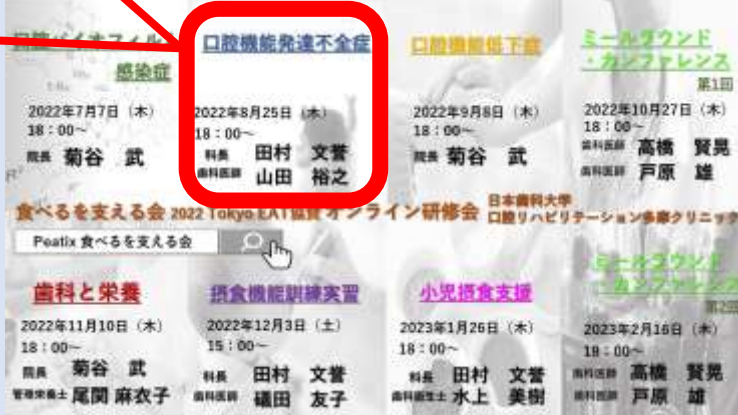 口腔バイオフィルム
感染症
2022年7月7日（木）
18：00～
院長 菊谷 武
口腔機能発達不全症
2022年8月25日（木）
18：00～
科長 田村 文誉
歯科医師 山田 裕之
口腔機能低下症
2022年9月8日（木）
18：00～
院長 菊谷 武
ミールラウンド
・カンファレンス
第1回
2022年10月27日（木）
18：00～
歯科医師 高橋 賢晃
歯科医師 戸原 雄
食べるを支える会 2022 Tokyo EAT協賛 オンライン研修会
日本歯科大学
口腔リハビリテーション多摩クリニック
Peatix 食べるを支える会
歯科と栄養
2022年11月10日（木）
18：00～
院長 菊谷 武
管理栄養士 尾関 麻衣子
摂食機能訓練実習
2022年12月3日（土）
15：00～
科長 田村 文誉
歯科医師 礒田 友子
小児摂食支援
2023年1月26日（木）
18：00～
科長 田村 文誉
歯科衛生士 水上 美樹
ミールラウンド
・カンファレンス
第2回
2023年2月16日（木）
18：00～
歯科医師 高橋 賢晃
歯科医師 戸原 雄